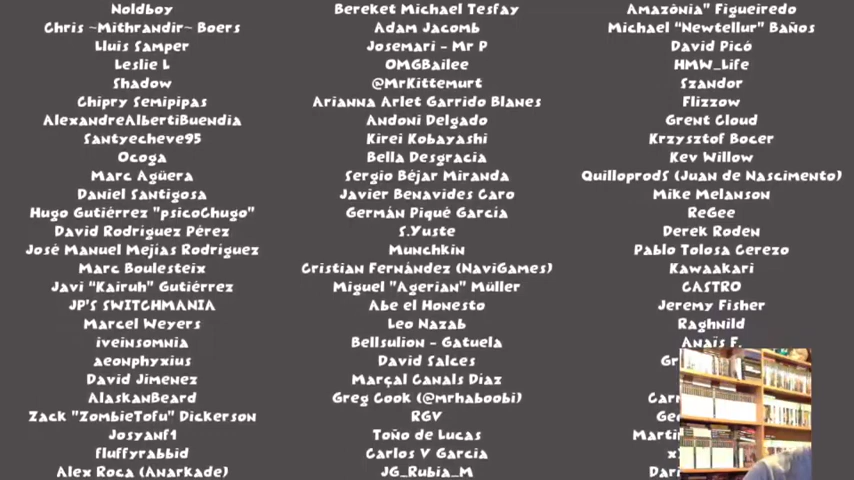 Noldboy
Chris ~Mithrandir~ Boers
Lluis Samper
Leslie L
Shadow
Chipry Semipipas
AlexandreAlbertiBuendia
Santyecheve95
Ocoga
Marc Agüera
Daniel Santigosa
Hugo Gutiérrez "psicoChugo"
David Rodríguez Pérez
José Manuel Mejías Rodríguez
Marc Boulesteix
Javi "Kairuh" Gutiérrez
JP'S SWITCHMANIA
Marcel Weyers
iveinsomnia
aeonphyxius
David Jimenez
AlaskanBeard
Zack "ZombieTofu" Dickerson
Josyanf1
fluffyrabbid
Alex Roca (Anarkade)
Bereket Michael Tesfay
Adam Jacomb
Josemari - Mr P
OMGBailee
@MrKittemurt
Arianna Arlet Garrido Blanes
Andoni Delgado
Kirei Kobayashi
Bella Desgracia
Sergio Béjar Miranda
Javier Benavides Caro
Germán Piqué García
S.Yuste
Munchkin
Cristian Fernández (NaviGames)
Miguel "Agerian" Müller
Abe el Honesto
Leo Nazab
Bellsulion - Gatuela
David Salces
Marçal Canals Diaz
Greg Cook (@mrhaboobi)
RGV
Toño de Lucas
Carlos V García
JG_Rubia_M
Amazònia" Figueiredo
Michael "Newtellur" Baños
David Picó
HMW_Life
Szandor
Flizzow
Grent Cloud
Krzysztof Bocer
Kev Willow
QuilloprodS (Juan de Nascimento)
Mike Melanson
ReGee
Derek Roden
Pablo Tolosa Cerezo
Kawaakari
CASTRO
Jeremy Fisher
Raghnild
Anaïs F.